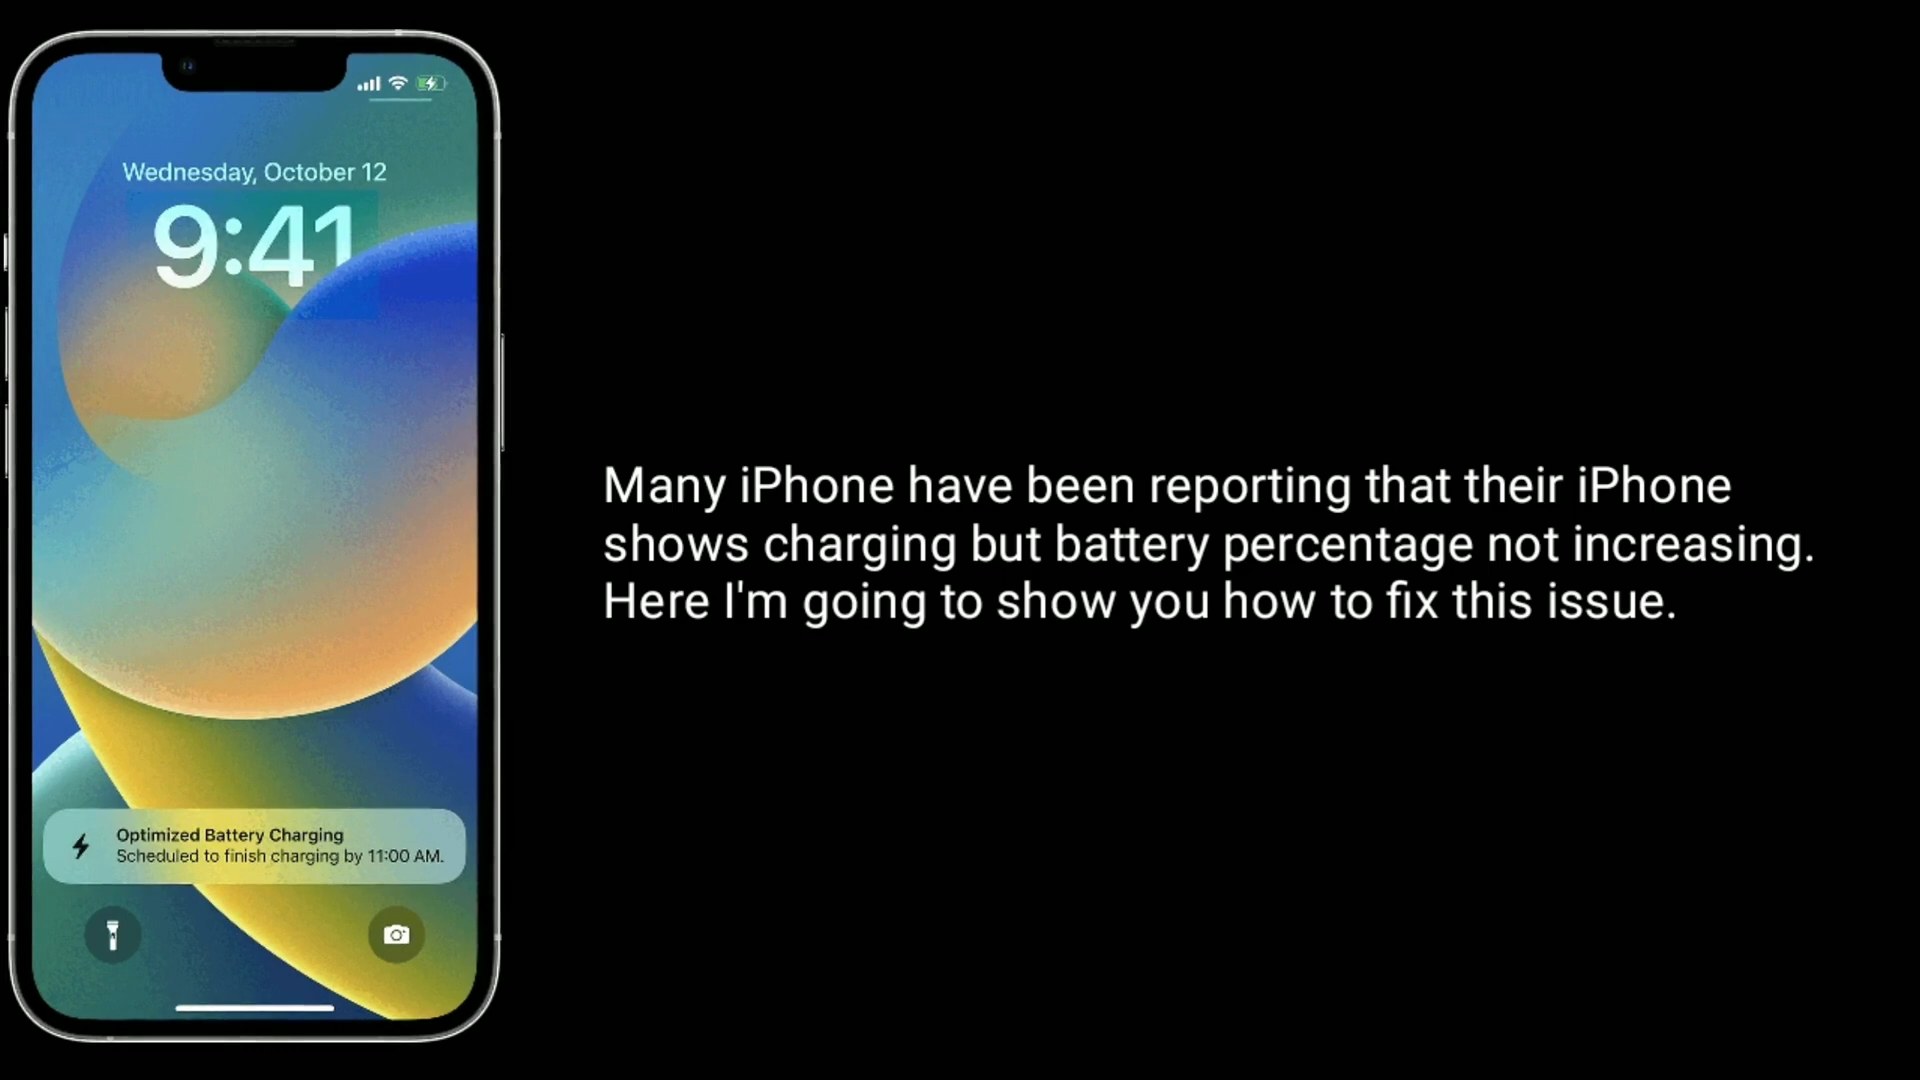 Wednesday, October 12
9:41
Optimized Battery Charging
Scheduled to finish charging by 11:00 AM.
Many iPhone have been reporting that their iPhone
shows charging but battery percentage not increasing.
Here I'm going to show you how to fix this issue.